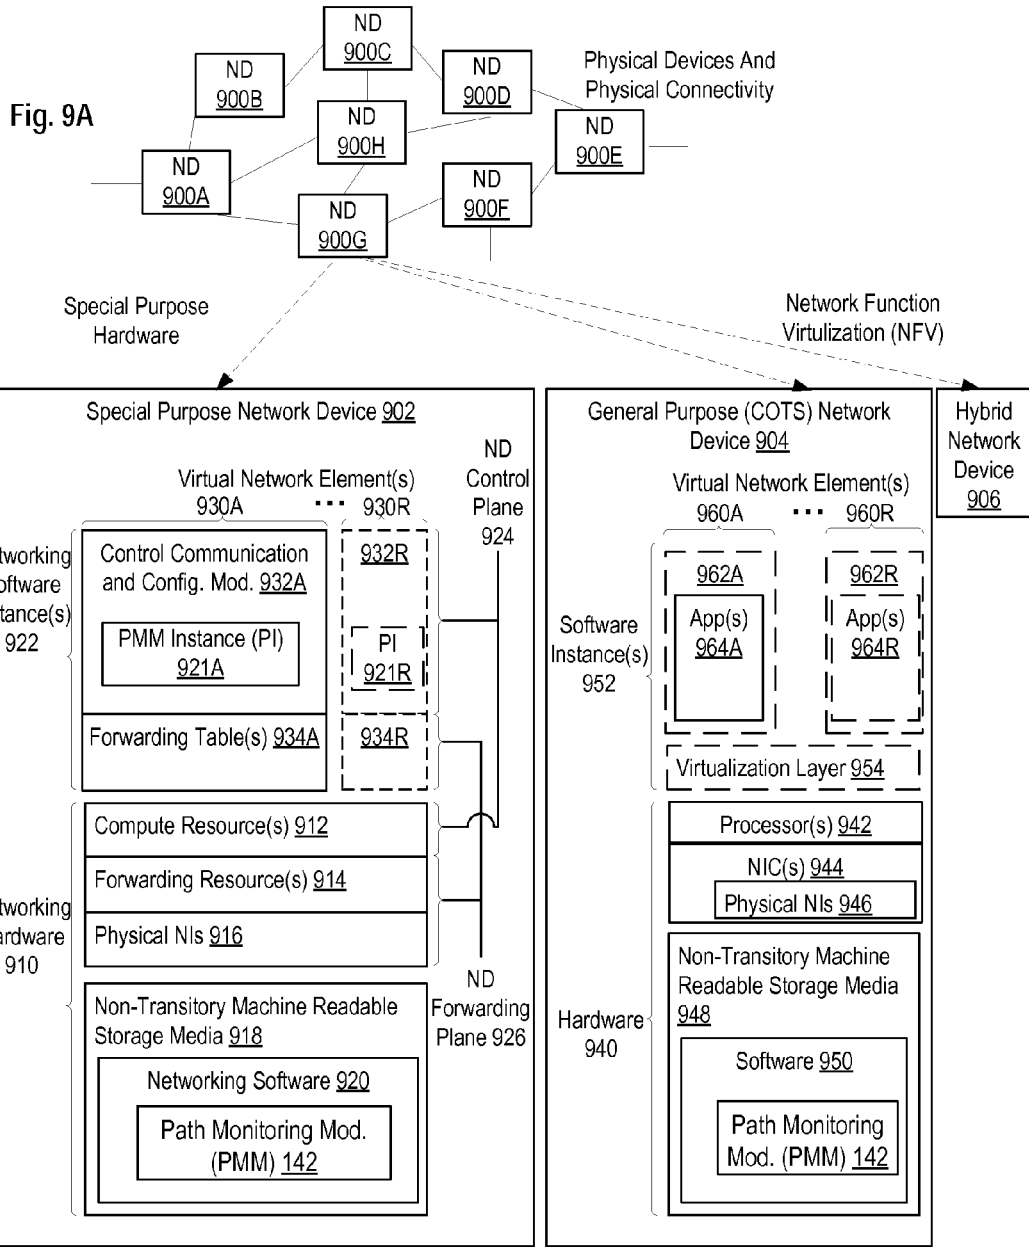 Fig. 9A
ND
900C
ND
900B
ND
900D
Physical Devices And
Physical Connectivity
ND
900H
ND
900E
ND
900A
ND
900F
ND
900G
Special Purpose
Hardware
Network Function
Virtulization (NFV)
Special Purpose Network Device 902
ND
Control
Plane
924
Virtual Network Element(s)
930A
...
930R
Control Communication
and Config. Mod. 932A
932R
PMM Instance (PI)
921A
PI
921R
Forwarding Table(s) 934A
934R
tworking
oftware
stance(s)
922
Compute Resource(s) 912
Forwarding Resource(s) 914
Physical NIs 916
tworking
ardware
910
ND
Forwarding
Plane 926
Non-Transitory Machine Readable
Storage Media 918
Networking Software 920
Path Monitoring Mod.
(PMM) 142
General Purpose (COTS) Network
Device 904
Virtual Network Element(s)
960A
...
960R
962A
962R
App(s)
964A
App(s)
964R
Software
Instance(s)
952
Virtualization Layer 954
Processor(s) 942
NIC(s) 944
Physical NIs 946
Non-Transitory Machine
Readable Storage Media
948
Hardware
940
Software 950
Path Monitoring
Mod. (PMM) 142
Hybrid
Network
Device
906